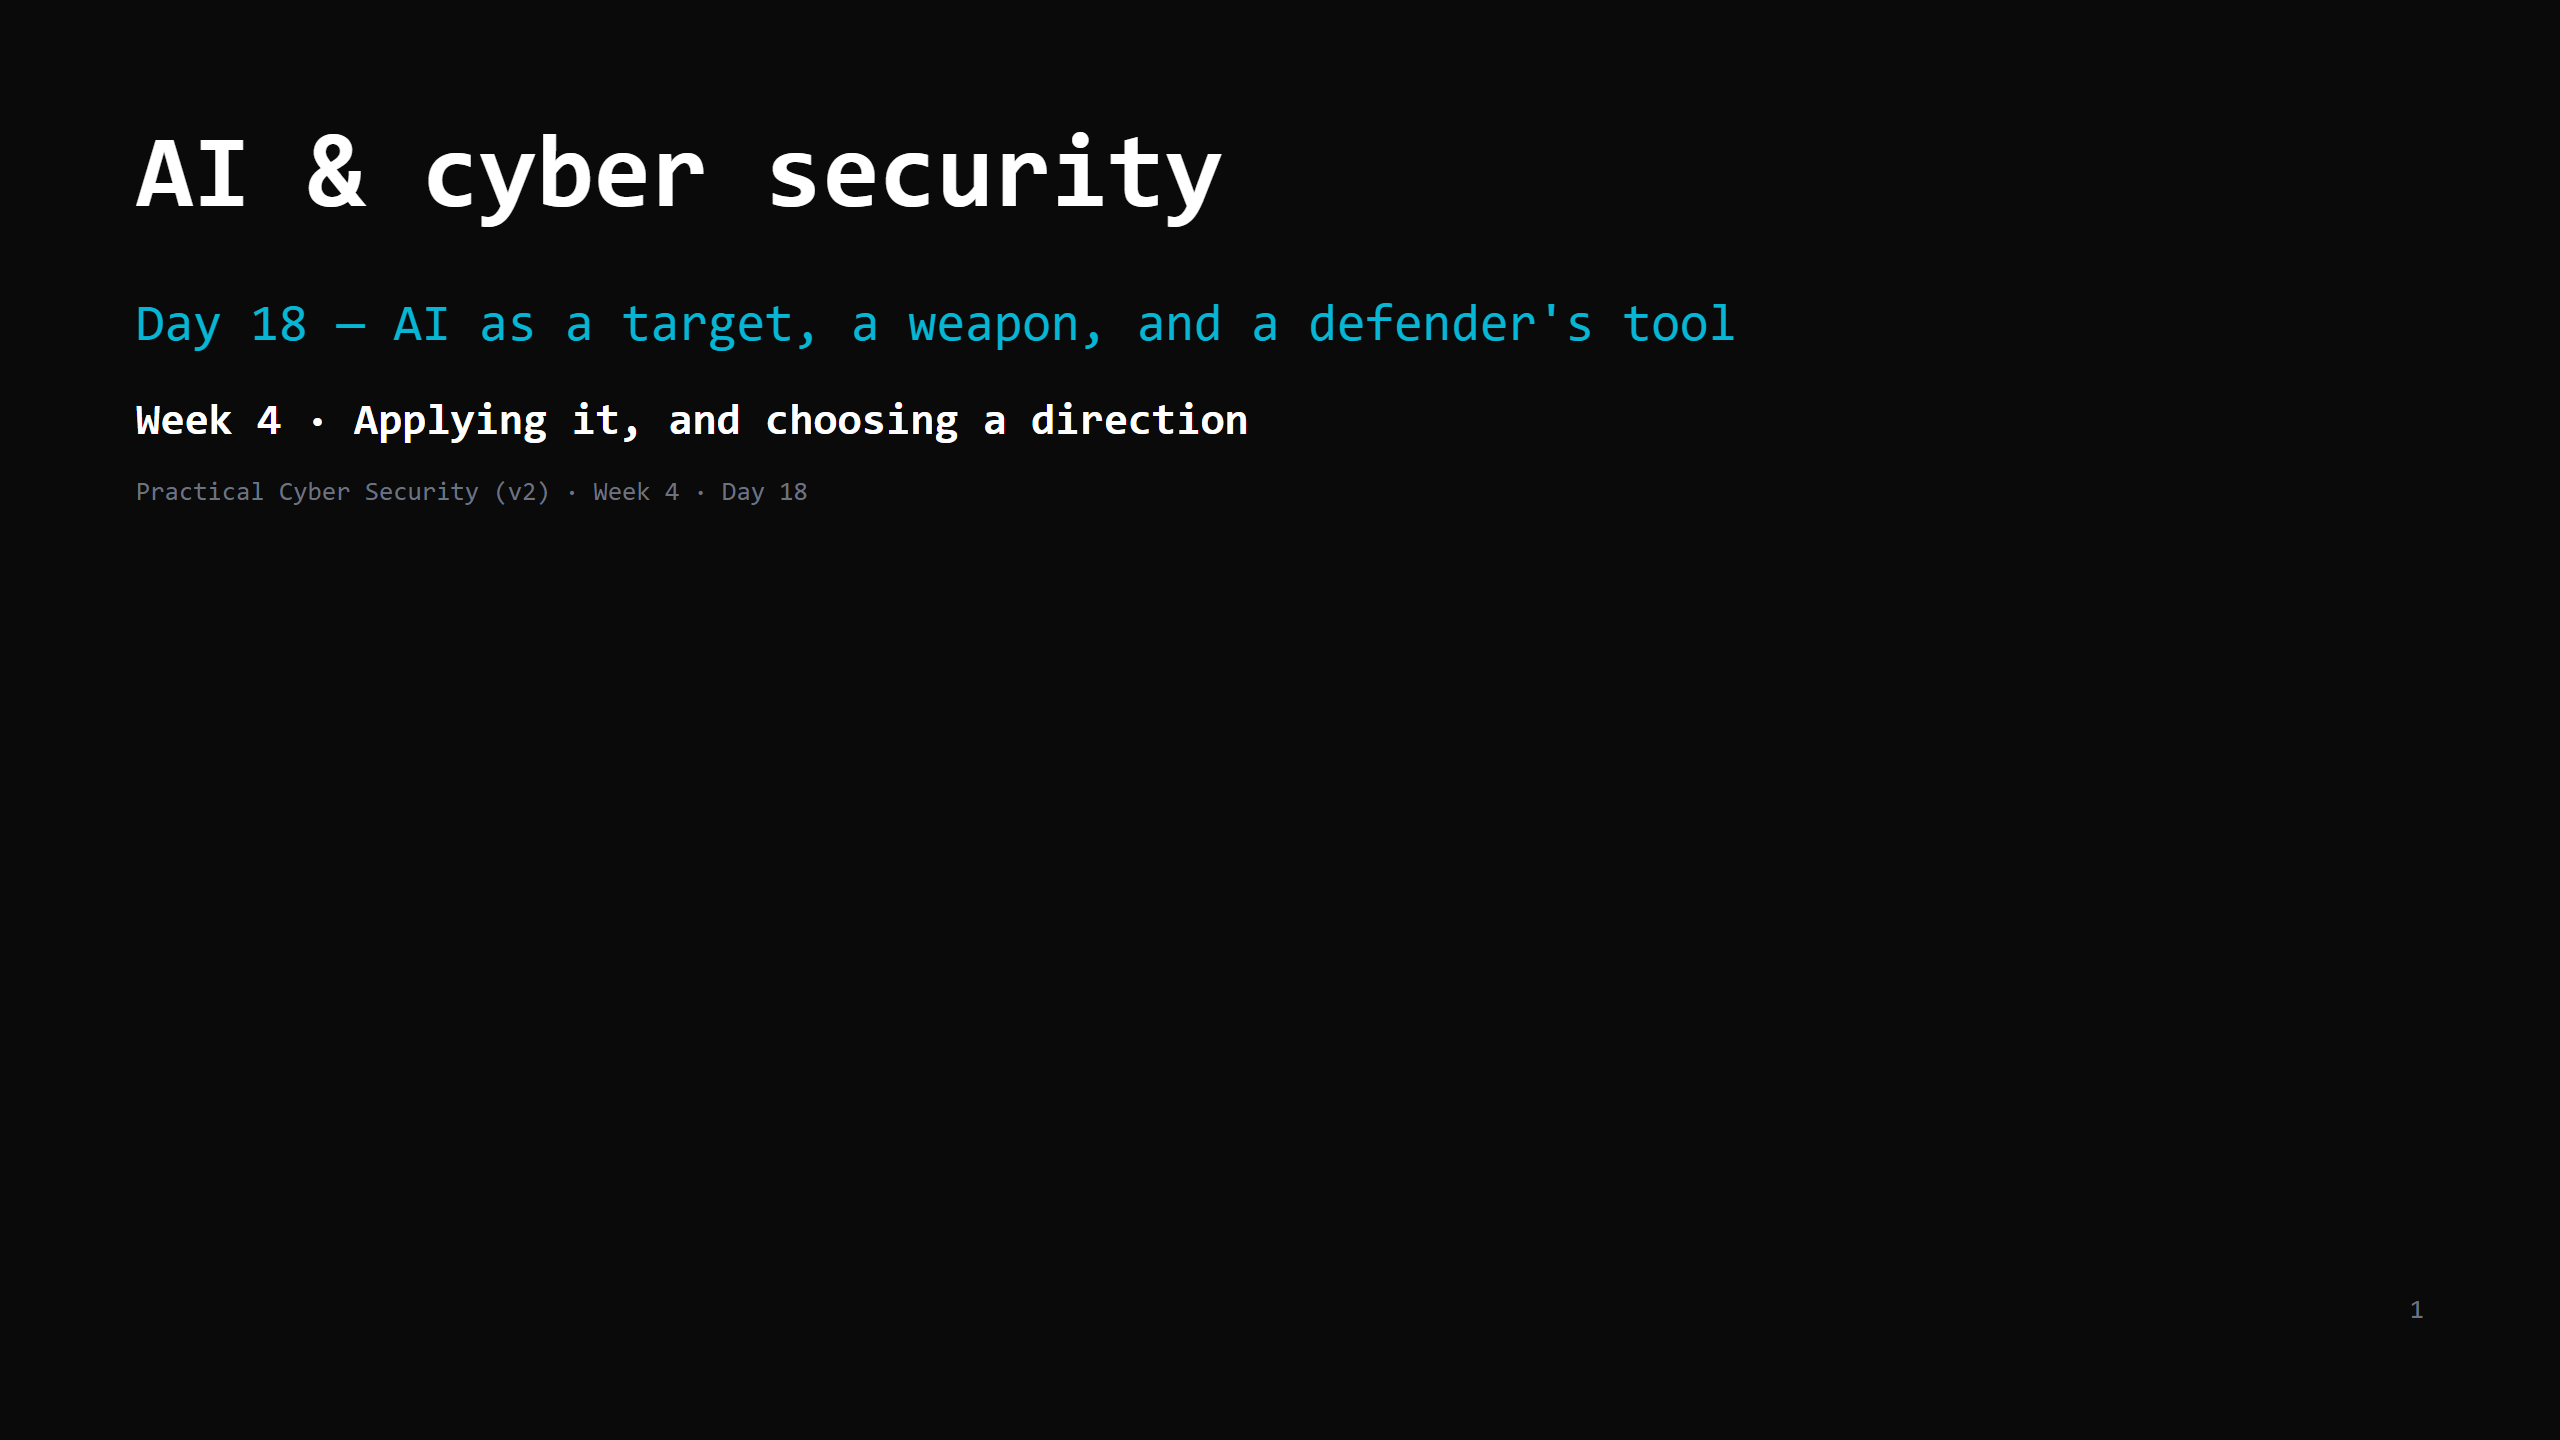 AI & cyber security
Day 18 — AI as a target, a weapon, and a defender's tool
Week 4 · Applying it, and choosing a direction
Practical Cyber Security (v2) · Week 4 · Day 18
1